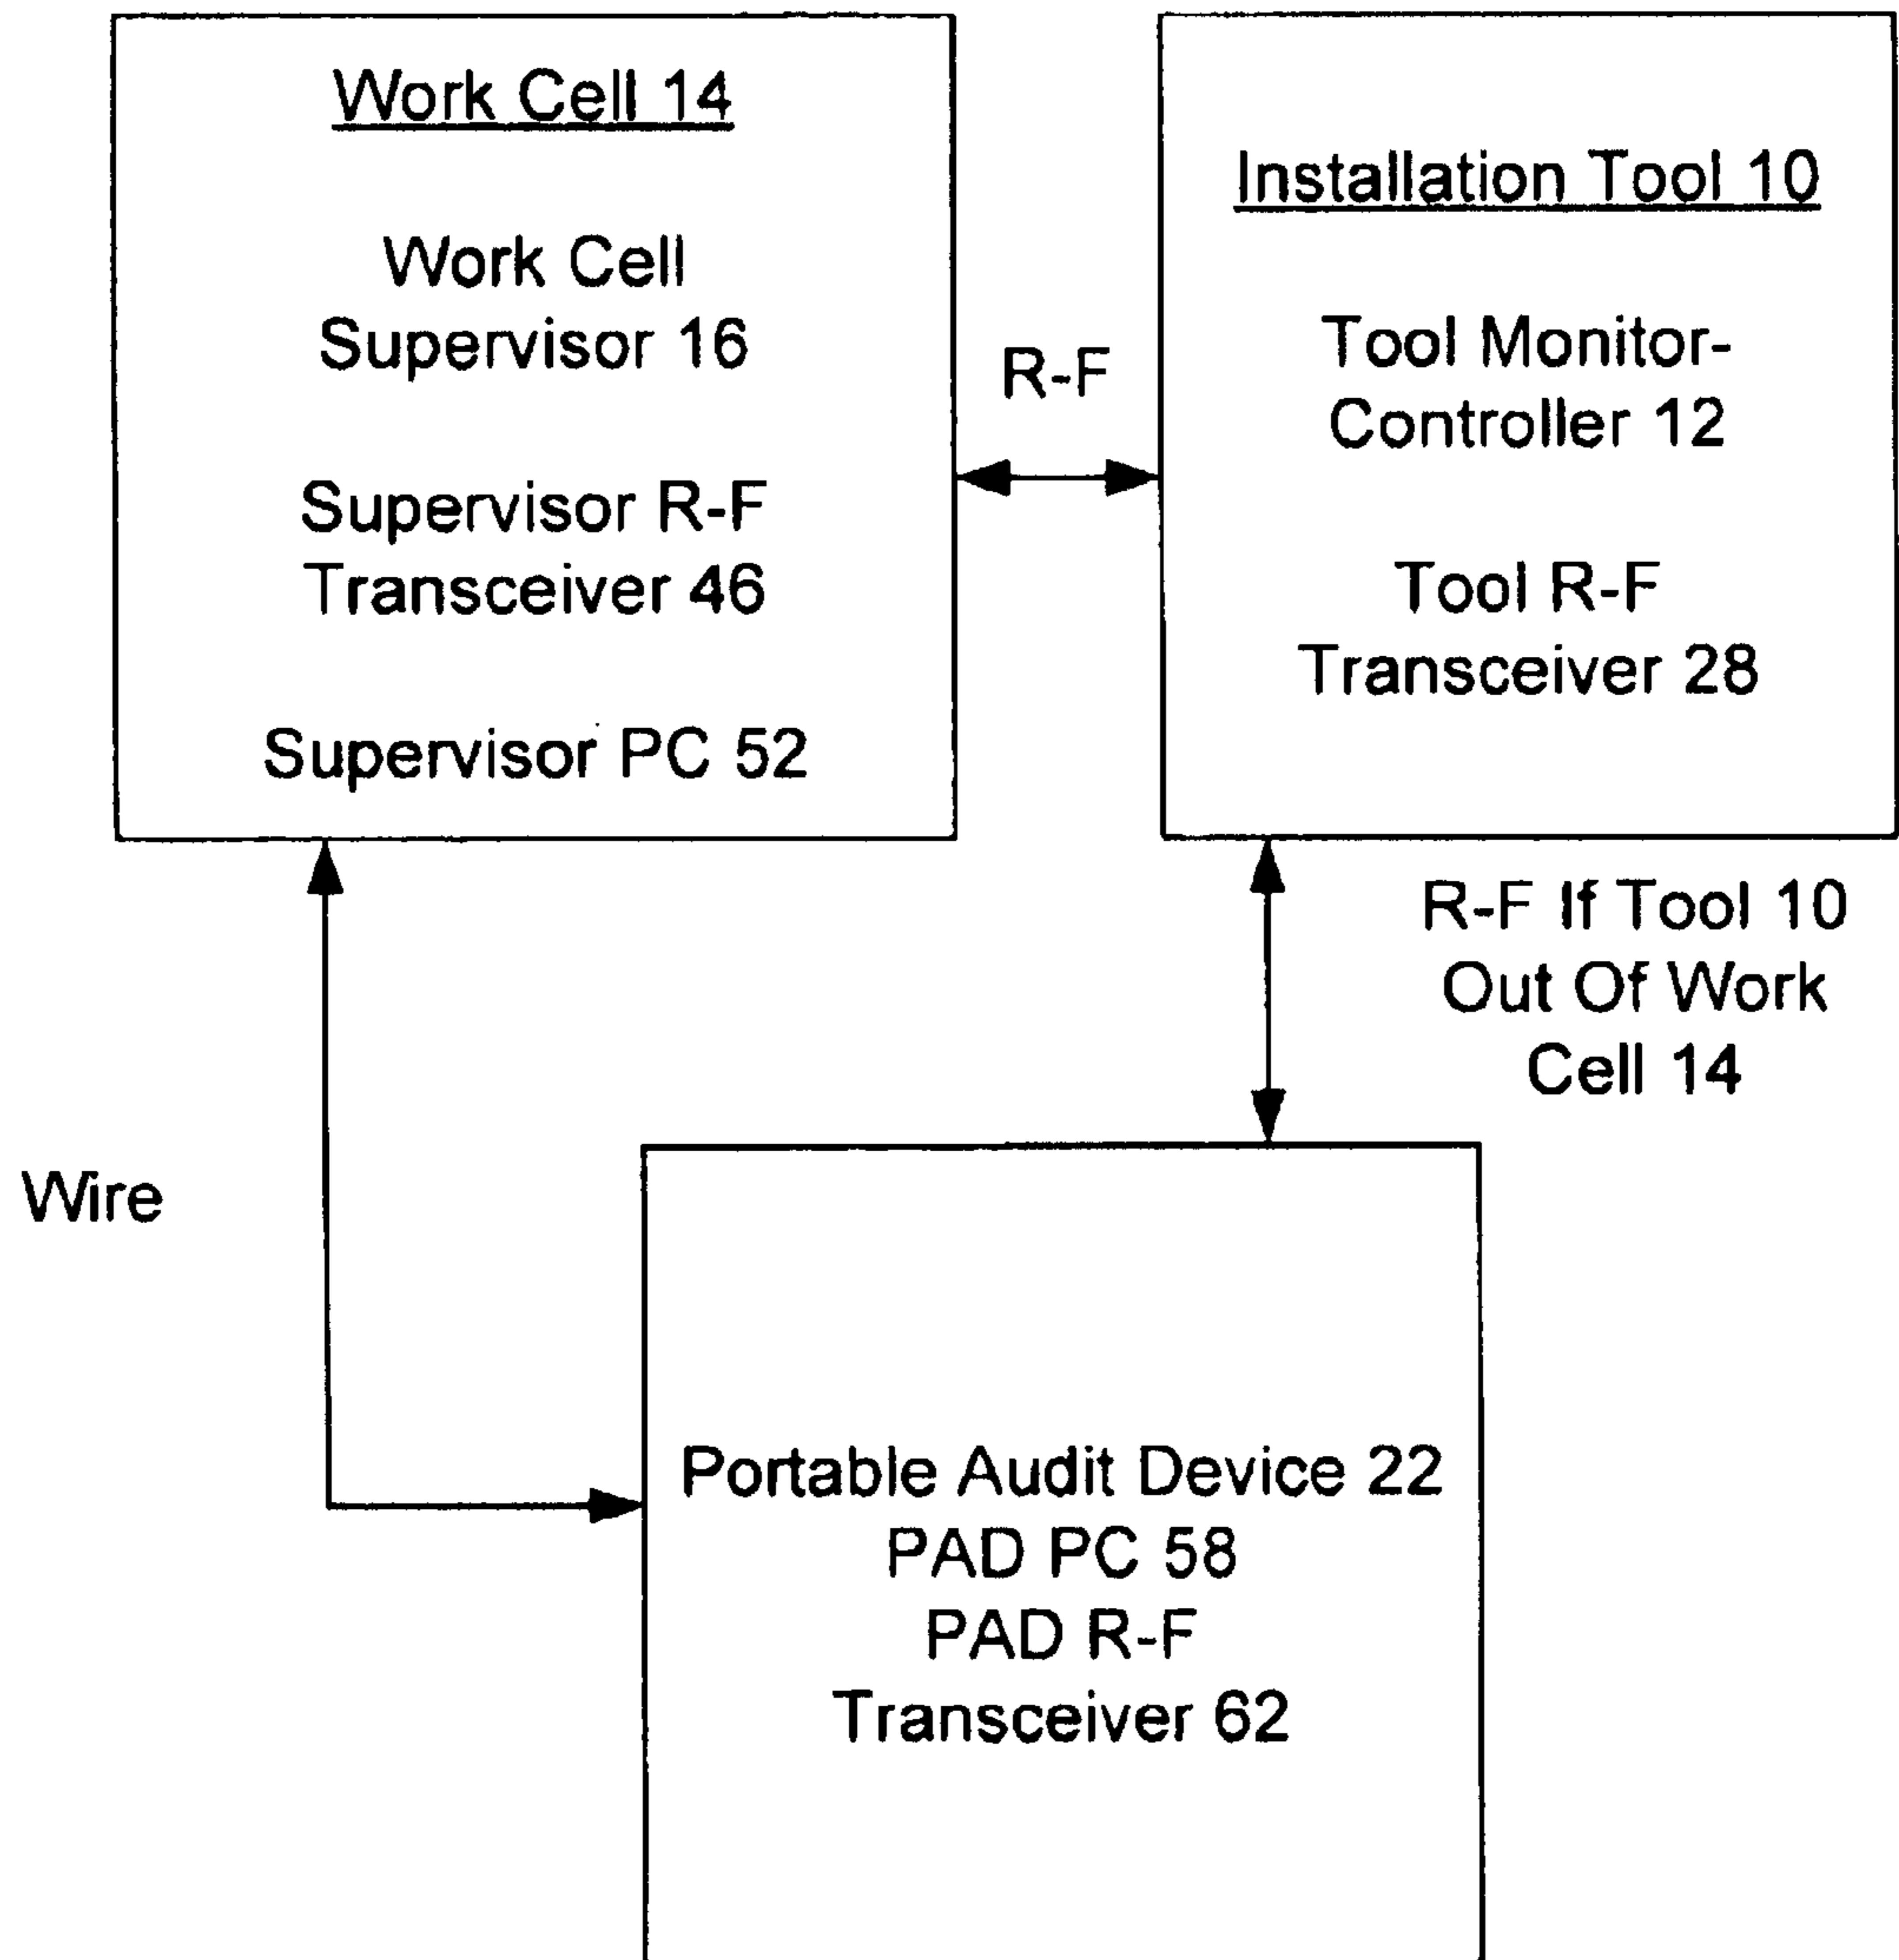 Work Cell 14
Work Cell
Supervisor 16
Supervisor R-F
Transceiver 46
Supervisor PC 52
R-F
Installation Tool 10
Tool Monitor-
Controller 12
Tool R-F
Transceiver 28
R-F If Tool 10
Out Of Work
Cell 14
Wire
Portable Audit Device 22
PAD PC 58
PAD R-F
Transceiver 62